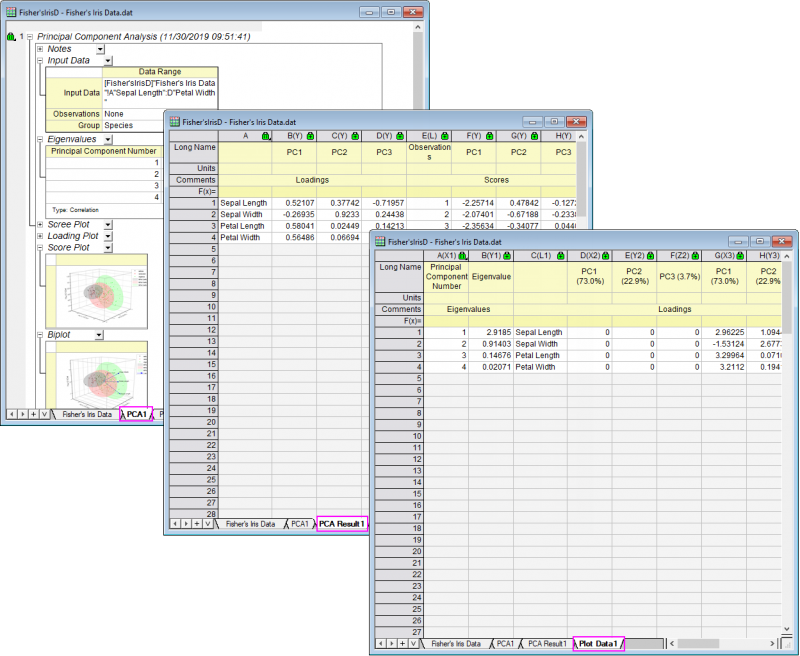 Fisher'sIrisD - Fisher's Iris Data.dat
1 Principal Component Analysis (11/30/2019 09:51:41)
Notes
Input Data
Data Range
Input Data [Fisher'sIrisD]"Fisher's Iris Data
"!A"Sepal Length":D"Petal Width
"
Observations None
Group Species
Eigenvalues
Principal Component Number
1
2
3
4
Type: Correlation
Scree Plot
Loading Plot
Score Plot
Biplot
Fisher's Iris Data PCA1 P
Fisher'sIrisD - Fisher's Iris Data.dat
A B(Y) C(Y) D(Y) E(L) F(Y) G(Y) H(Y)
Long Name PC1 PC2 PC3 Observation
s PC1 PC2 PC3
Units
Comments Loadings Scores
F(x)=
1 Sepal Length 0.52107 0.37742 -0.71957 1 -2.25714 0.47842 -0.1272
2 Sepal Width -0.26935 0.9233 0.24438 2 -2.07401 -0.67188 -0.2338
3 Petal Length 0.58041 0.02449 0.14213 3 -2.35634 -0.34077 0.0440
4 Petal Width 0.56486 0.06694
5
6
7
8
9
10
11
12
13
14
15
16
17
18
19
20
21
22
23
24
25
26
27
28
Fisher's Iris Data PCA1 PCA Result1
Fisher'sIrisD - Fisher's Iris Data.dat
A(X1) B(Y1) C(L1) D(X2) E(Y2) F(Z2) G(X3) H(Y3)
Long Name Principal
Component
Number Eigenvalue PC1
(73.0%) PC2
(22.9%) PC3 (3.7%) PC1
(73.0%) PC2
(22.9%
Units
Comments Eigenvalues Loadings
F(x)=
1 1 2.9185 Sepal Length 0 0 0 2.96225 1.094
2 2 0.91403 Sepal Width 0 0 0 -1.53124 2.677
3 3 0.14676 Petal Length 0 0 0 3.29964 0.071
4 4 0.02071 Petal Width 0 0 0 3.2112 0.194
5
6
7
8
9
10
11
12
13
14
15
16
17
18
19
20
21
22
23
24
25
26
27
Fisher's Iris Data PCA1 PCA Result1 Plot Data1